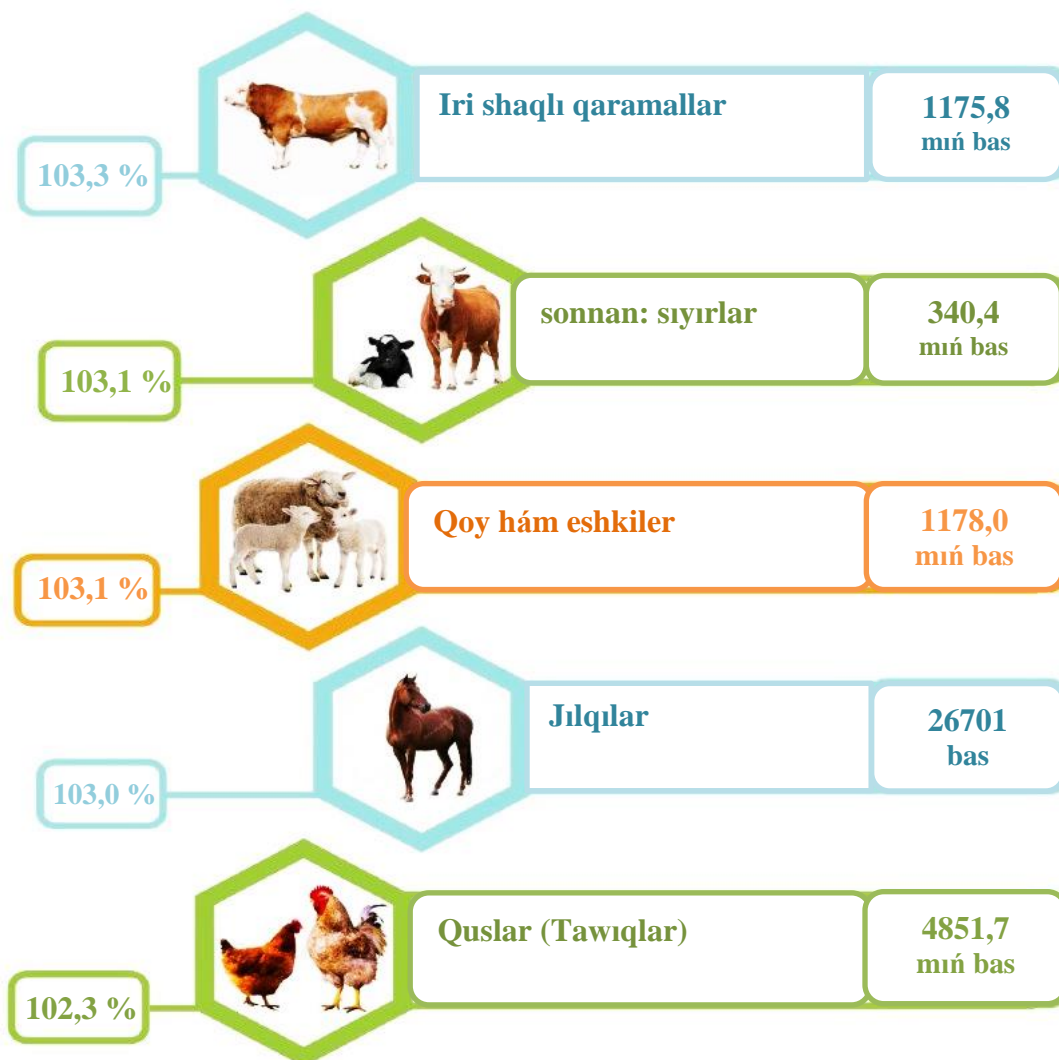 Iri shaqlı qaramallar
1175,8
mıń bas
103,3 %
sonnan: sıyırlar
340,4
mıń bas
103,1 %
Qoy hám eshkiler
1178,0
mıń bas
103,1 %
Jılqılar
26701
bas
103,0 %
Quslar (Tawıqlar)
4851,7
mıń bas
102,3 %